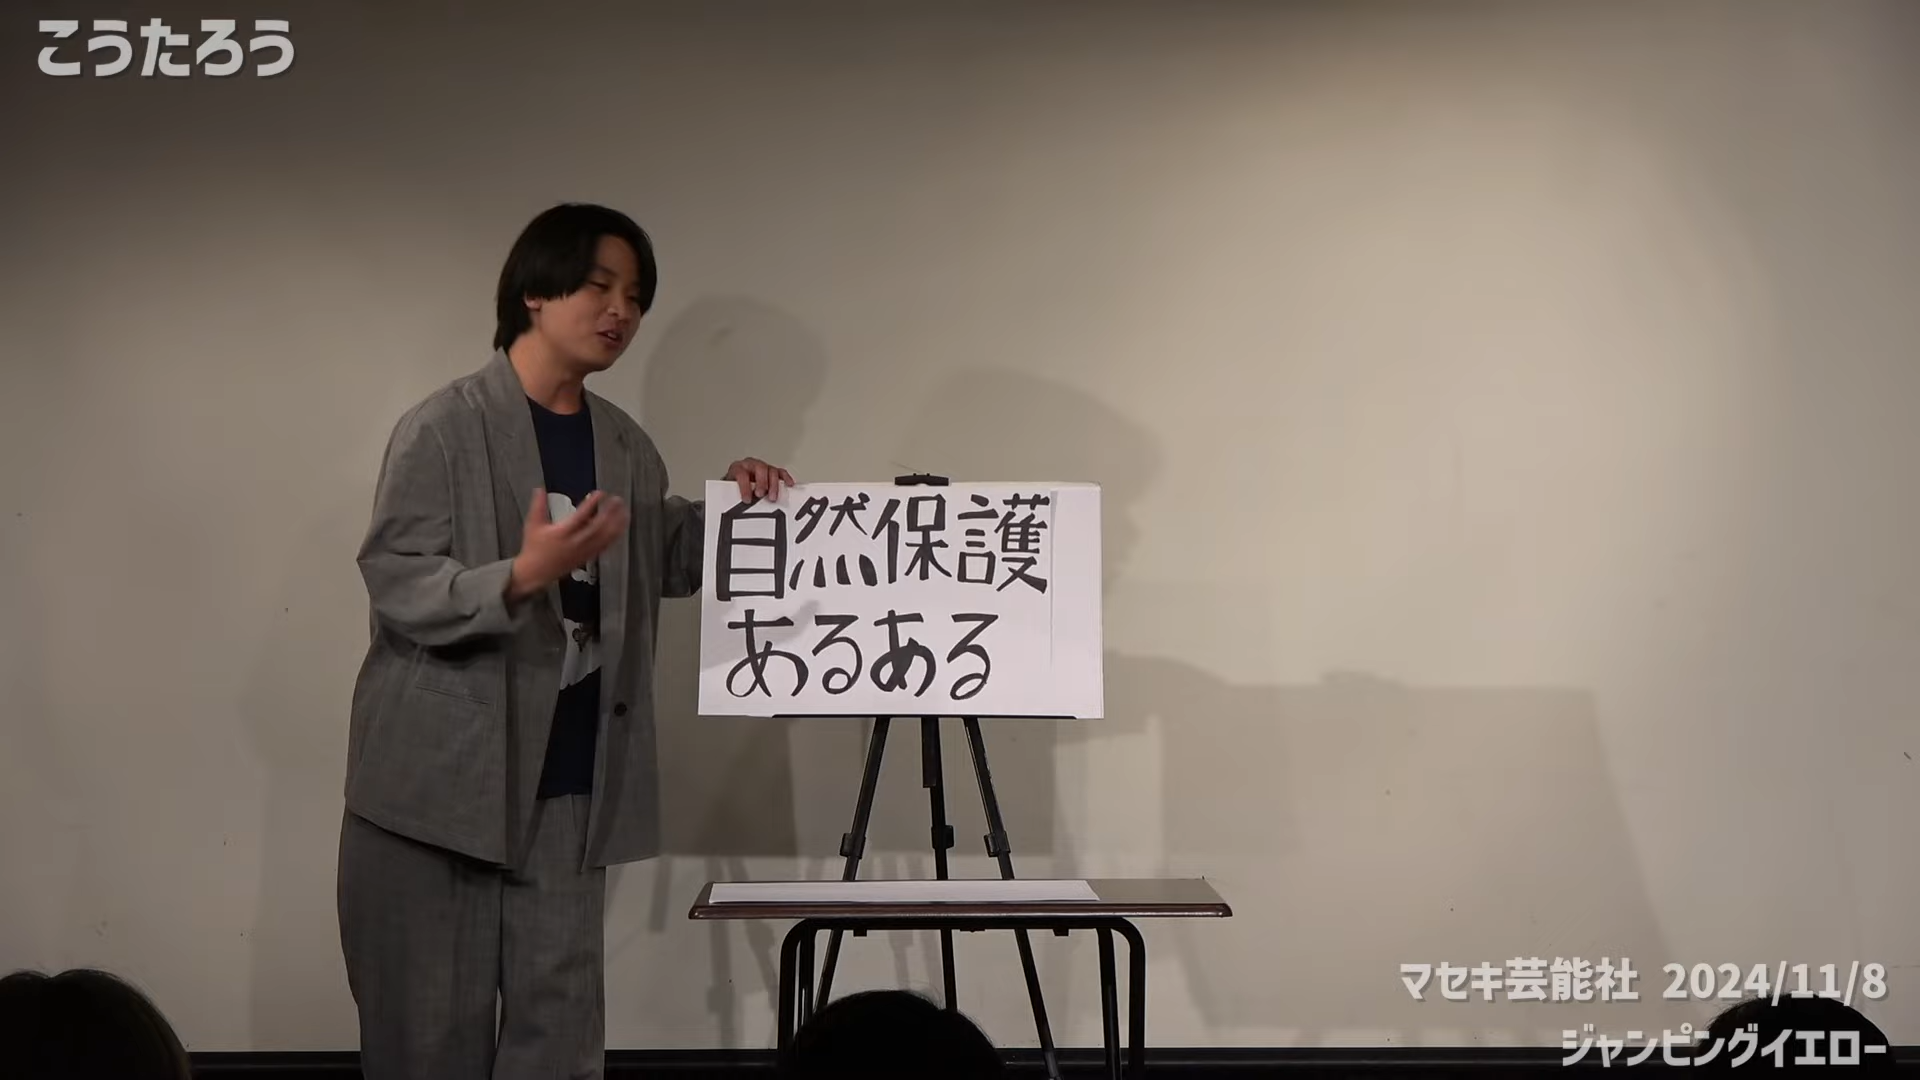 こうたろう
自然保護
あるある
マセキ芸能社 2024/11/8
ジャンピングイエロー